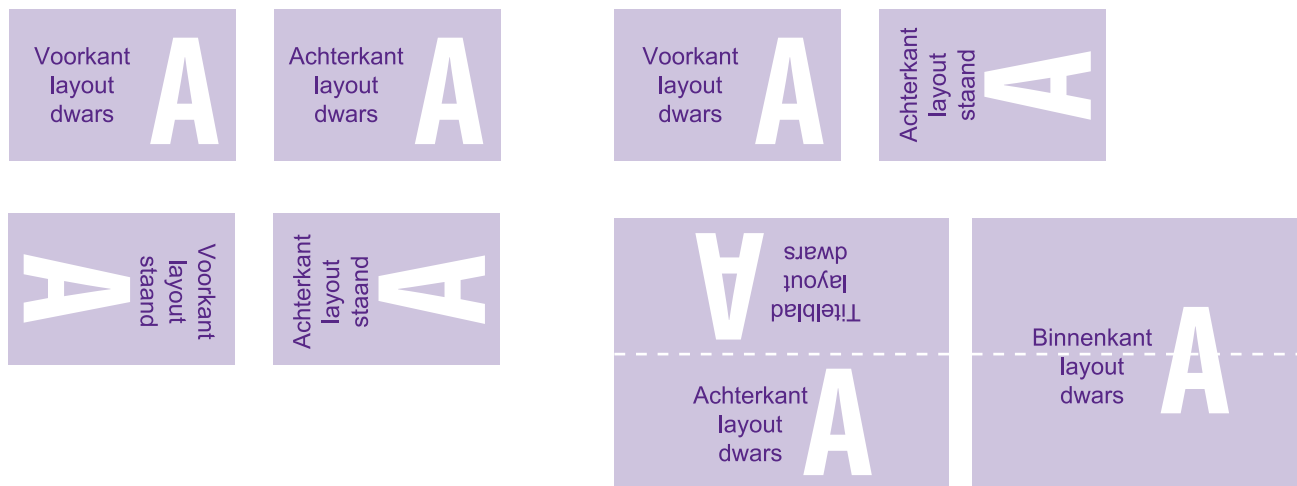 Voorkant
layout
dwars
A
Achterkant
layout
dwars
A
Voorkant
layout
dwars
A
Achterkant
layout
staand
A
Voorkant
layout
staand
A
Achterkant
layout
staand
A
Titelblad
layout
dwars
A
Achterkant
layout
dwars
A
Binnenkant
layout
dwars
A